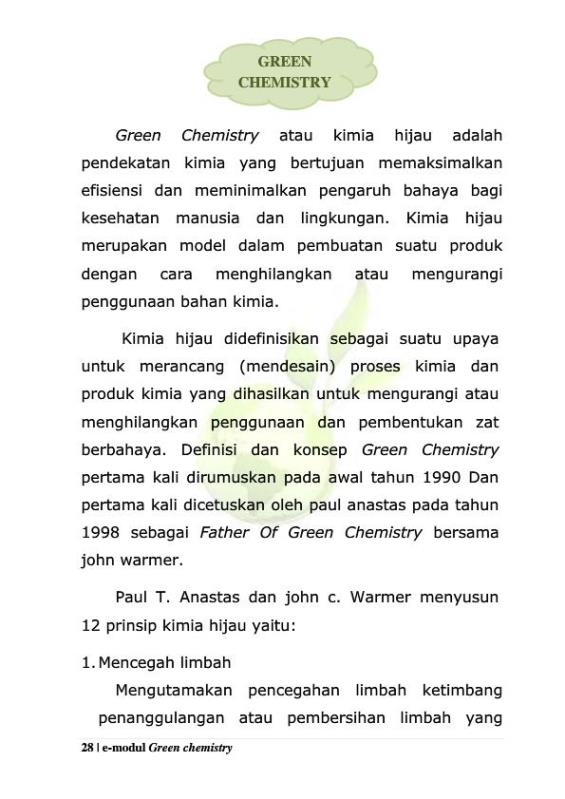 GREEN
CHEMISTRY
Green Chemistry atau kimia hijau adalah
pendekatan kimia yang bertujuan memaksimalkan
efisiensi dan meminimalkan pengaruh bahaya bagi
kesehatan manusia dan lingkungan. Kimia hijau
merupakan model dalam pembuatan suatu produk
dengan cara menghilangkan atau mengurangi
penggunaan bahan kimia.
Kimia hijau didefinisikan sebagai suatu upaya
untuk merancang (mendesain) proses kimia dan
produk kimia yang dihasilkan untuk mengurangi atau
menghilangkan penggunaan dan pembentukan zat
berbahaya. Definisi dan konsep Green Chemistry
pertama kali dirumuskan pada awal tahun 1990 Dan
pertama kali dicetuskan oleh paul anastas pada tahun
1998 sebagai Father Of Green Chemistry bersama
john warmer.
Paul T. Anastas dan john c. Warmer menyusun
12 prinsip kimia hijau yaitu:
1. Mencegah limbah
Mengutamakan pencegahan limbah ketimbang
penanggulangan atau pembersihan limbah yang
28 | e-modul Green chemistry